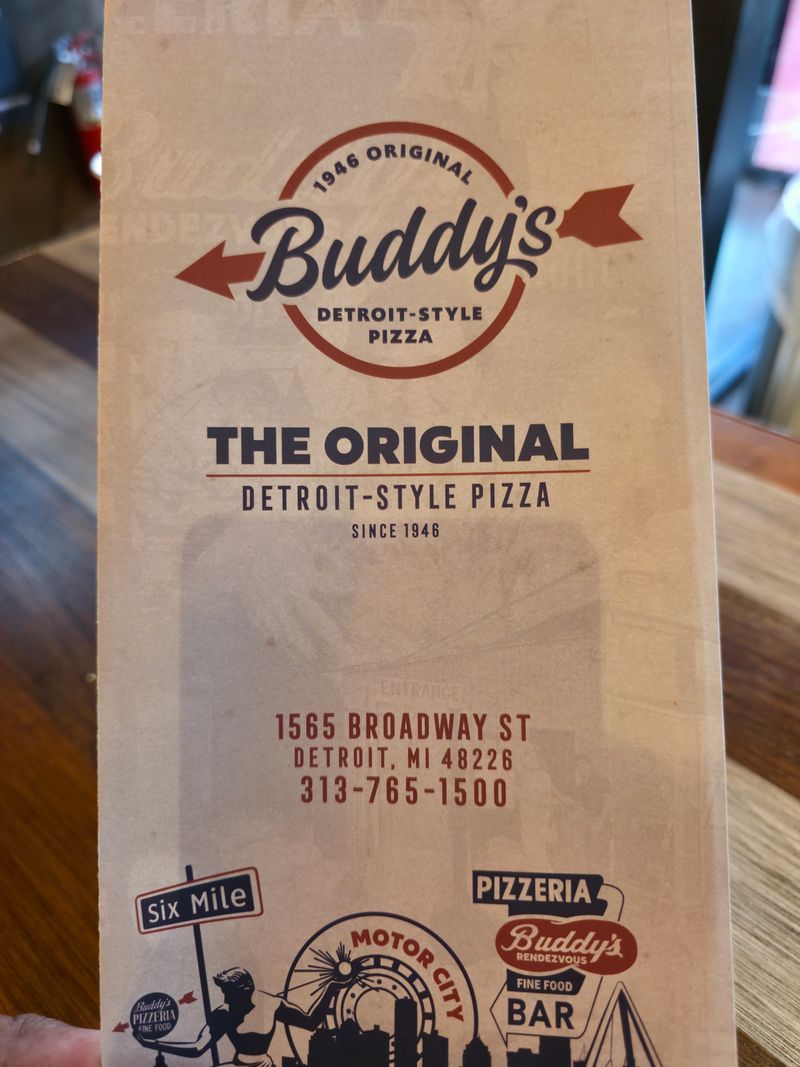 1946 ORIGINAL
Buddy's
DETROIT-STYLE
PIZZA
THE ORIGINAL
DETROIT-STYLE PIZZA
SINCE 1946
ENTRANCE
1565 BROADWAY ST
DETROIT, MI 48226
313-765-1500
Six Mile
Buddy's
PIZZERIA
FINE FOOD
MOTOR CITY
PIZZERIA
Buddy's
RENDEZVOUS
FINE FOOD
BAR